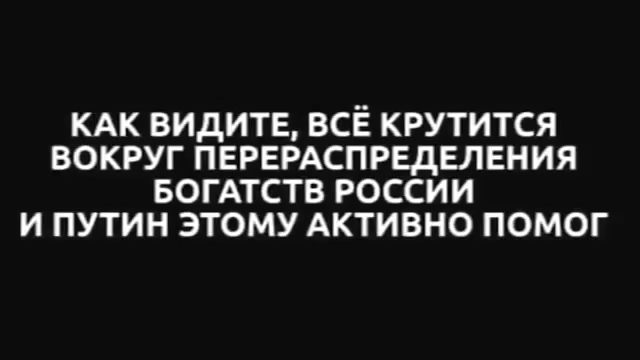 КАК ВИДИТЕ, ВСЁ КРУТИТСЯ
ВОКРУГ ПЕРЕРАСПРЕДЕЛЕНИЯ
БОГАТСТВ РОССИИ
И ПУТИН ЭТОМУ АКТИВНО ПОМОГ